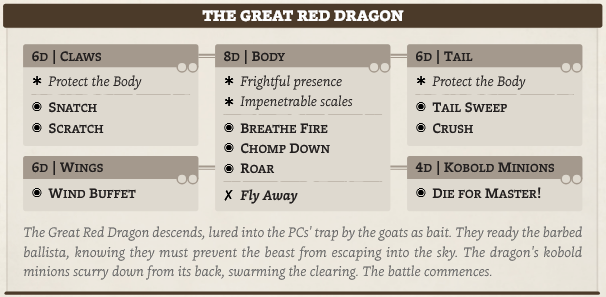 THE GREAT RED DRAGON
6D | CLAWS
✱ Protect the Body
◉ SNATCH
◉ SCRATCH
6D | WINGS
◉ WIND BUFFET
8D | BODY
✱ Frightful presence
✱ Impenetrable scales
◉ BREATHE FIRE
◉ CHOMP DOWN
◉ ROAR
✗ Fly Away
6D | TAIL
✱ Protect the Body
◉ TAIL SWEEP
◉ CRUSH
4D | KOBOLD MINIONS
◉ DIE FOR MASTER!
The Great Red Dragon descends, lured into the PCs' trap by the goats as bait. They ready the barbed
ballista, knowing they must prevent the beast from escaping into the sky. The dragon's kobold
minions scurry down from its back, swarming the clearing. The battle commences.